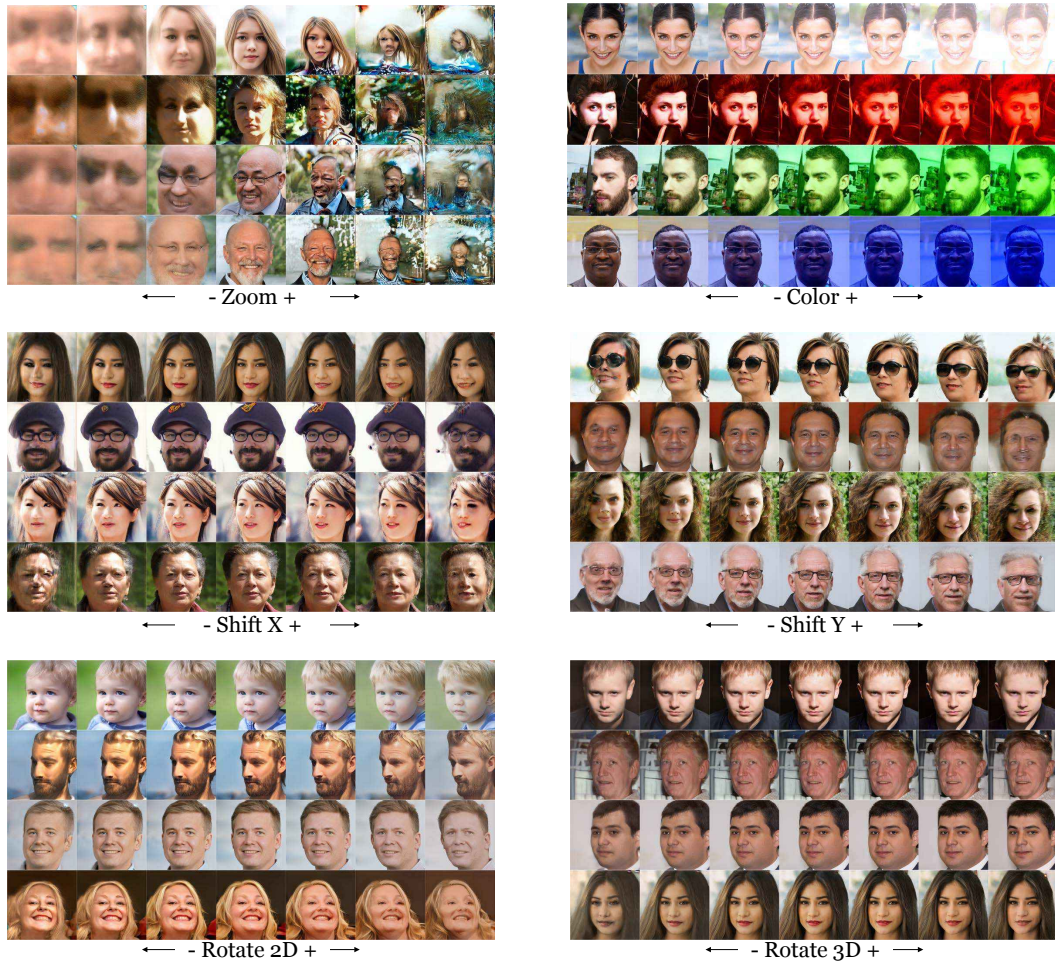 - Zoom +
- Color +
- Shift X +
- Shift Y +
- Rotate 2D +
- Rotate 3D +